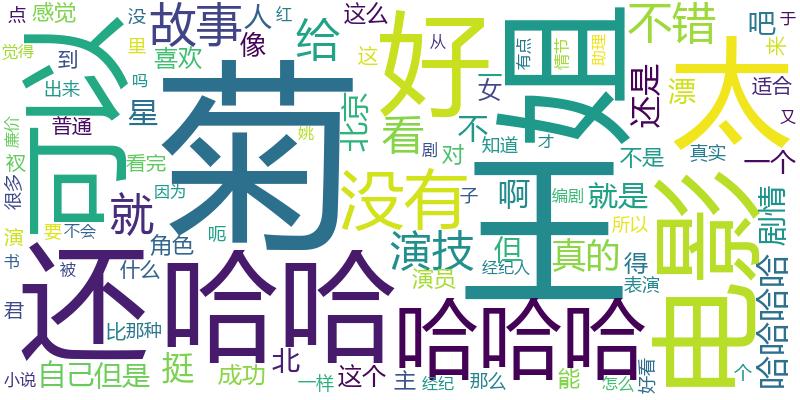 点
感觉
没
故事
人
红
这么
给
好
有点
情节
助理
不错
吧
于
觉得
里
喜欢
像
这
从
姐
来
到
可以
菊
太
出来
吗
星
北京
看
女
一
还是
漂
适合
又
廉价
普通
姚
剧
对
不
知道
才
不是
真实
一个
衩
看完
很多
因为
没有
子
啊
编剧
就是
电影
剧情
演
要
不会
就
呃
王
所以
书
被
角色
什么
演技
但
真的
得
经纪人
演员
表演
君
还
哈哈
比那种
哈哈哈
哈哈哈哈
小说
自己
但是
挺
成功
北
一样
这个
主
经纪
那么
能
怎么
好看
个